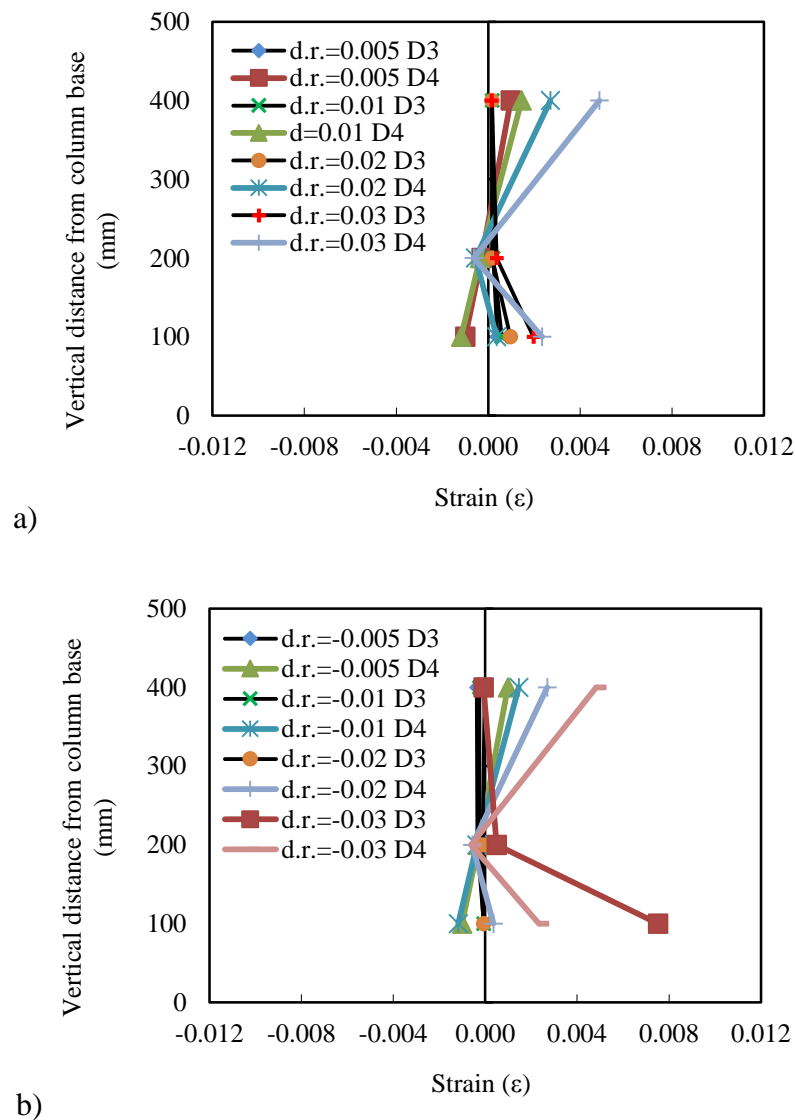 500
400
300
200
100
0
Vertical distance from column base
(mm)
d.r.=0.005 D3
d.r.=0.005 D4
d.r.=0.01 D3
d=0.01 D4
d.r.=0.02 D3
d.r.=0.02 D4
d.r.=0.03 D3
d.r.=0.03 D4
-0.012 -0.008 -0.004 0.000 0.004 0.008 0.012
Strain (ε)
a)
500
400
300
200
100
0
Vertical distance from column base
(mm)
d.r.=-0.005 D3
d.r.=-0.005 D4
d.r.=-0.01 D3
d.r.=-0.01 D4
d.r.=-0.02 D3
d.r.=-0.02 D4
d.r.=-0.03 D3
d.r.=-0.03 D4
-0.012 -0.008 -0.004 0.000 0.004 0.008 0.012
Strain (ε)
b)